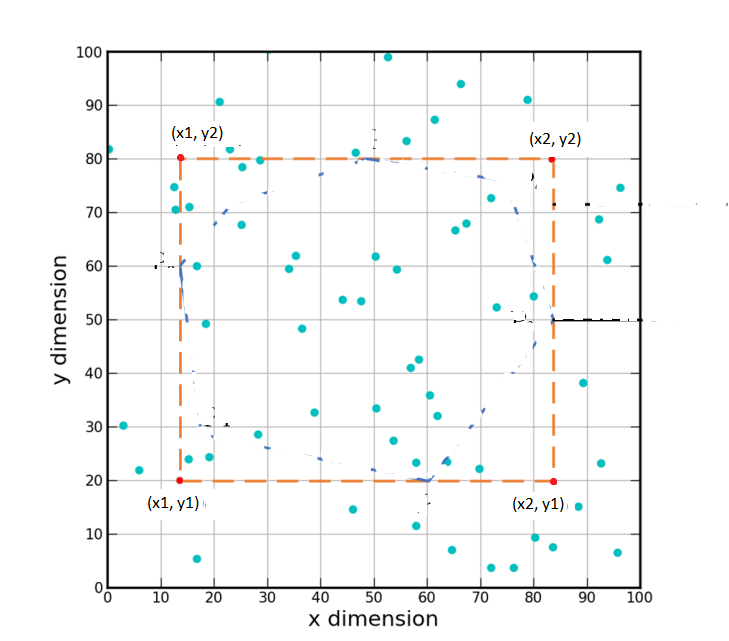 100
90
(x1, y2)
(x2, y2)
80
70
60
50
40
30
20
(x1, y1)
(x2, y1)
10
0
0 10 20 30 40 50 60 70 80 90 100
x dimension
y dimension